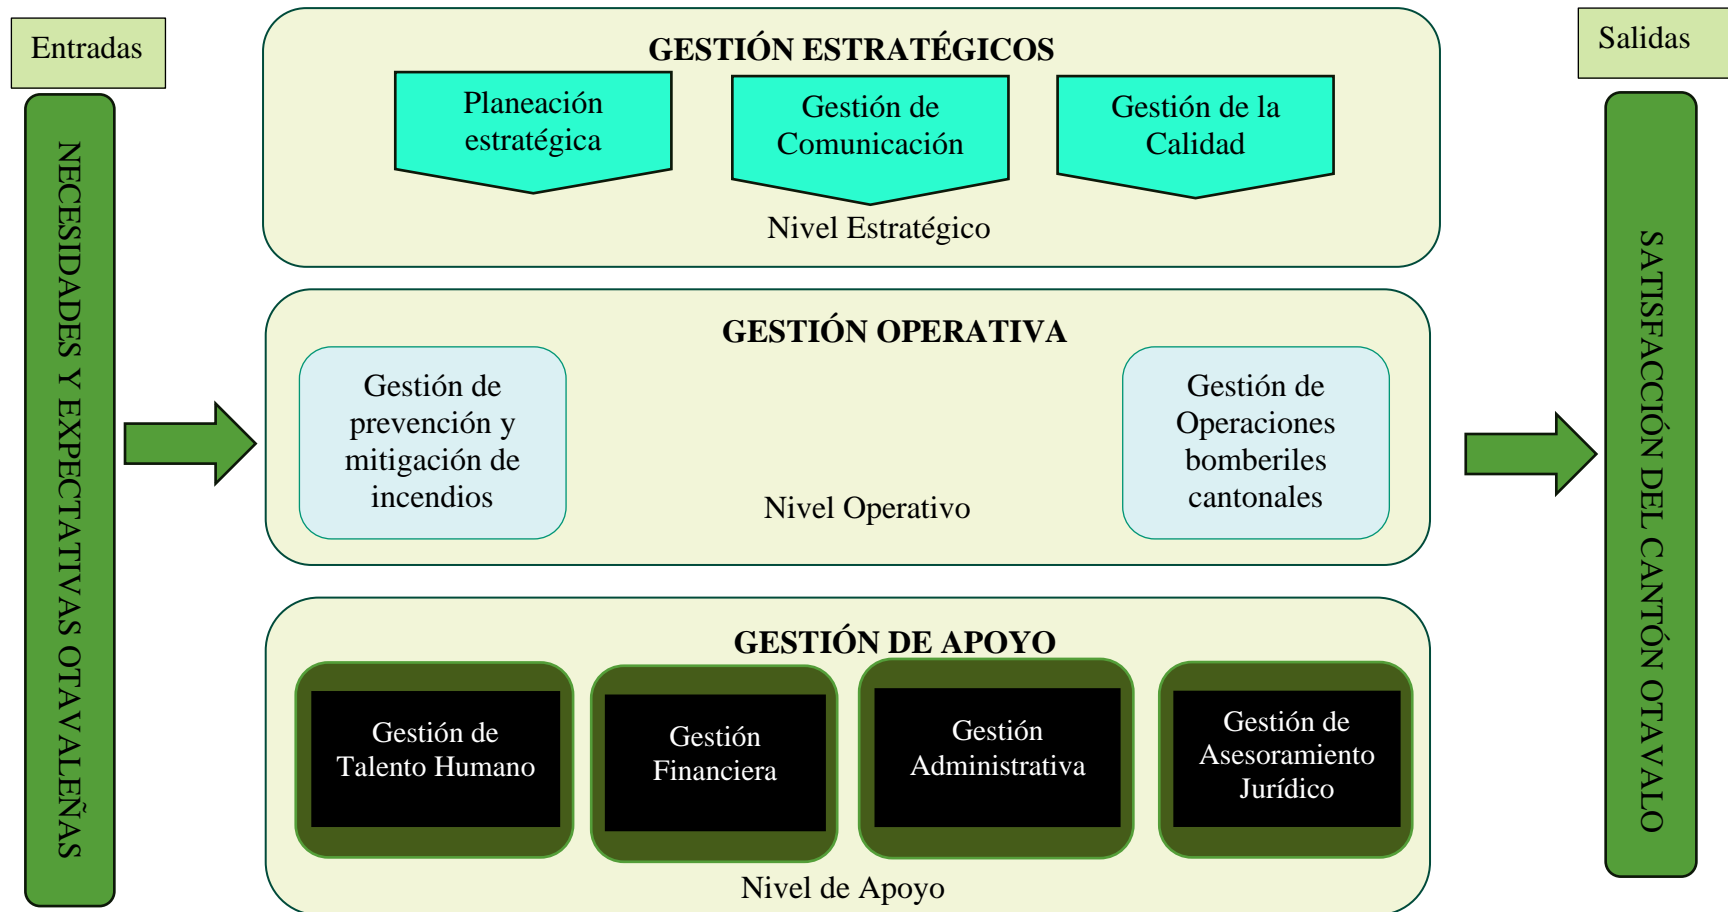 Entradas
NECESIDADES Y EXPECTATIVAS OTAVALEÑAS
GESTIÓN ESTRATÉGICOS
Planeación
estratégica
Gestión de
Comunicación
Gestión de la
Calidad
Nivel Estratégico
GESTIÓN OPERATIVA
Gestión de
prevención y
mitigación de
incendios
Nivel Operativo
Gestión de
Operaciones
bomberiles
cantonales
GESTIÓN DE APOYO
Gestión de
Talento Humano
Gestión
Financiera
Gestión
Administrativa
Gestión de
Asesoramiento
Jurídico
Nivel de Apoyo
Salidas
SATISFACCIÓN DEL CANTÓN OTAVALO